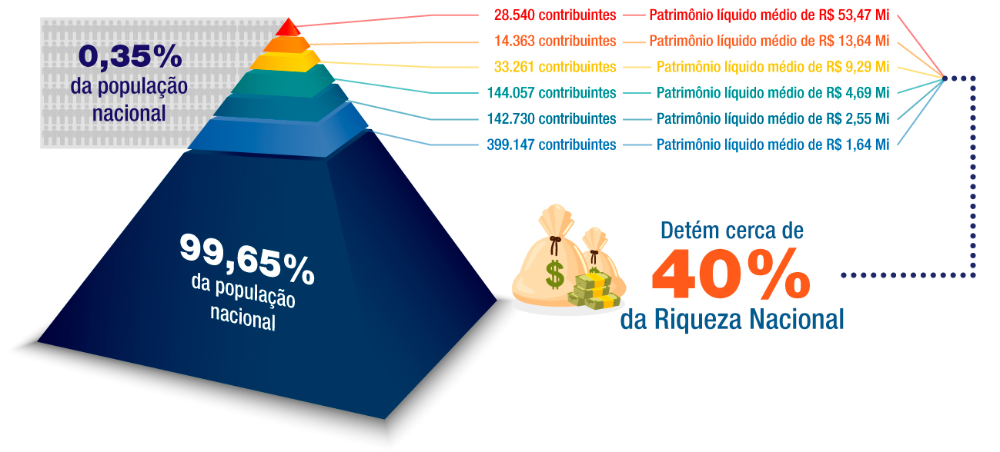 0,35%
da população
nacional
28.540 contribuintes Patrimônio líquido médio de R$ 53,47 Mi
14.363 contribuintes Patrimônio líquido médio de R$ 13,64 Mi
33.261 contribuintes Patrimônio líquido médio de R$ 9,29 Mi
144.057 contribuintes Patrimônio líquido médio de R$ 4,69 Mi
142.730 contribuintes Patrimônio líquido médio de R$ 2,55 Mi
399.147 contribuintes Patrimônio líquido médio de R$ 1,64 Mi
99,65%
da população
nacional
$
$
Detém cerca de
40%
da Riqueza Nacional